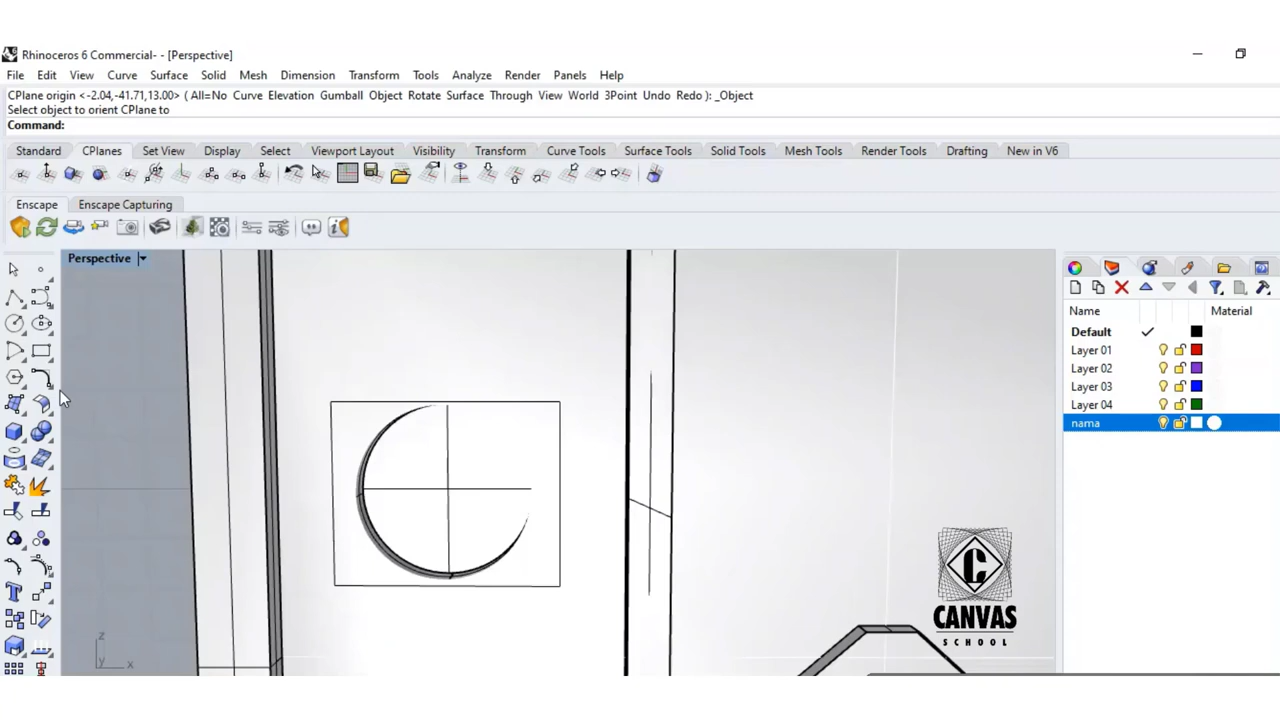 Rhinoceros 6 Commercial- - [Perspective]
File Edit View Curve Surface Solid Mesh Dimension Transform Tools Analyze Render Panels Help
CPlane origin <-2.04,-41.71,13.00> ( All=No Curve Elevation Gumball Object Rotate Surface Through View World 3Point Undo Redo ): _Object
Select object to orient CPlane to
Command:
Standard CPlanes Set View Display Select Viewport Layout Visibility Transform Curve Tools Surface Tools Solid Tools Mesh Tools Render Tools Drafting New in V6
Enscape Enscape Capturing
Perspective
Name Material
Default
Layer 01
Layer 02
Layer 03
Layer 04
nama
C
CANVAS
SCHOOL
z
y x